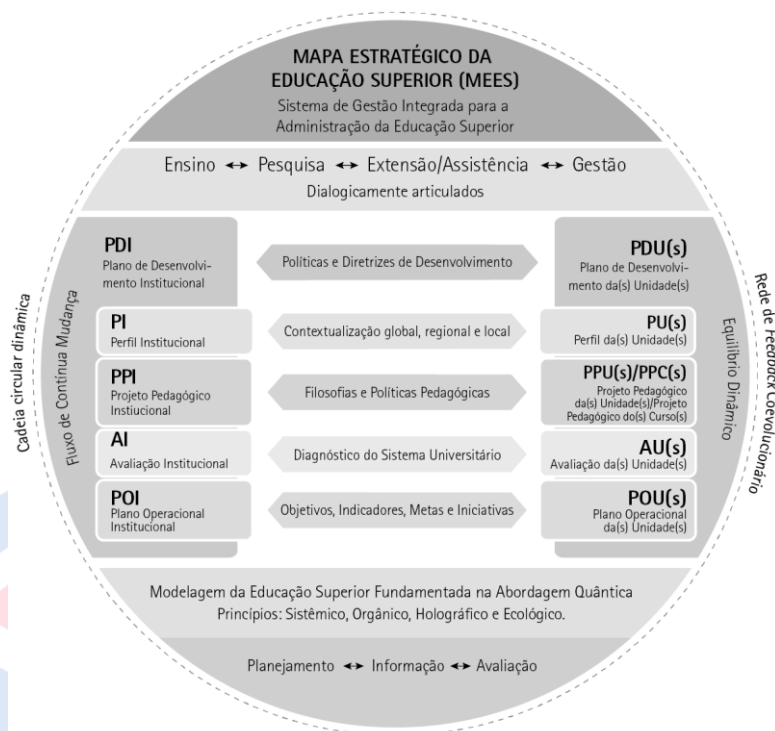 MAPA ESTRATÉGICO DA
EDUCAÇÃO SUPERIOR (MEES)
Sistema de Gestão Integrada para a
Administração da Educação Superior
Ensino ↔ Pesquisa ↔ Extensão/Assistência ↔ Gestão
Dialogicamente articulados
Cadeia circular dinâmica
Fluxo de Contínua Mudança
PDI
Plano de Desenvolvi-
mento Institucional
Políticas e Diretrizes de Desenvolvimento
PDU(s)
Plano de Desenvolvi-
mento da(s) Unidade(s)
PI
Perfil Institucional
Contextualização global, regional e local
PU(s)
Perfil da(s) Unidade(s)
PPI
Projeto Pedagógico
Instiucional
Filosofias e Políticas Pedagógicas
PPU(s)/PPC(s)
Projeto Pedagógico
da(s) Unidade(s)/Projeto
Pedagógico do(s) Curso(s)
AI
Avaliação Institucional
Diagnóstico do Sistema Universitário
AU(s)
Avaliação da(s) Unidade(s)
POI
Plano Operacional
Institucional
Objetivos, Indicadores, Metas e Iniciativas
POU(s)
Plano Operacional
da(s) Unidade(s)
Equilíbrio Dinâmico
Rede de Feedback Coevolucionário
Modelagem da Educação Superior Fundamentada na Abordagem Quântica
Princípios: Sistêmico, Orgânico, Holográfico e Ecológico.
Planejamento ↔ Informação ↔ Avaliação